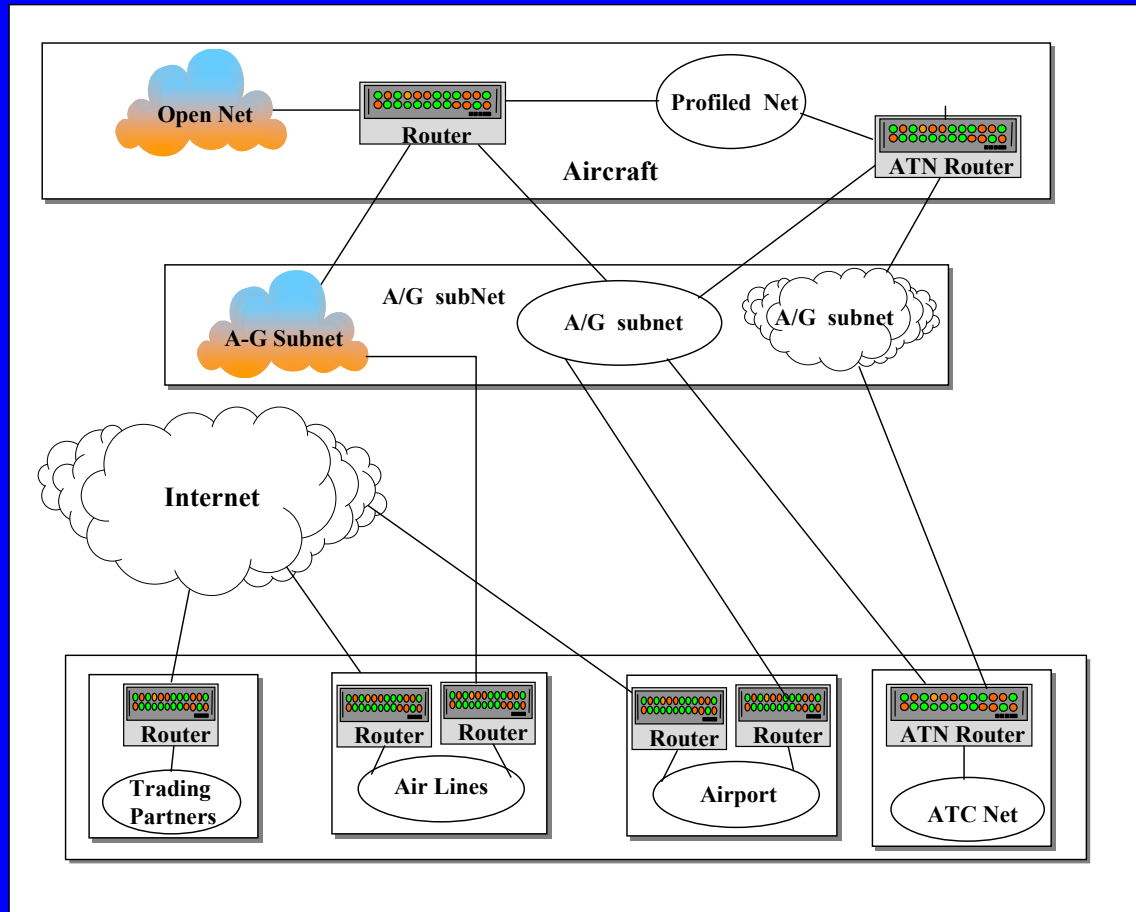 Open Net
Router
Profiled Net
ATN Router
Aircraft
A-G Subnet
A/G subNet
A/G subnet
A/G subnet
Internet
Router
Trading
Partners
Router
Router
Air Lines
Router
Router
Airport
ATN Router
ATC Net